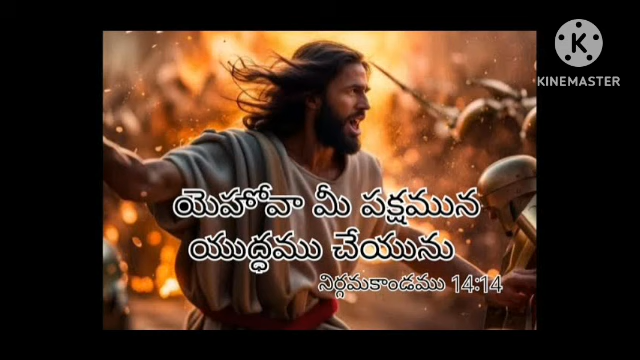 K
KINEMASTER
యెహోవా మీ పక్షమున
యుద్ధము చేయును
నిర్గమకాండము 14:14